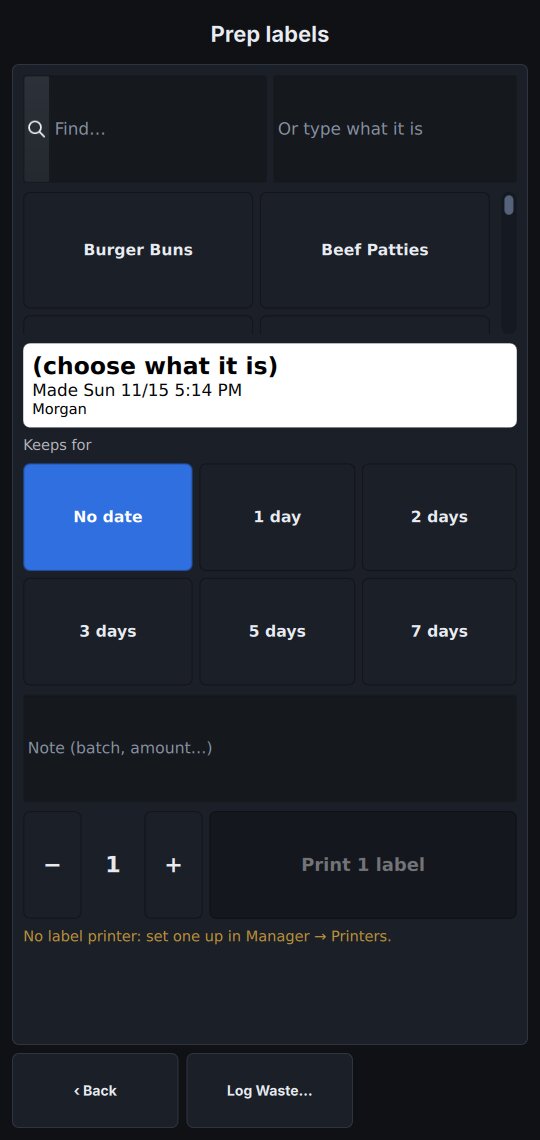 Prep labels
Find...
Or type what it is
Burger Buns
Beef Patties
(choose what it is)
Made Sun 11/15 5:14 PM
Morgan
Keeps for
No date
1 day
2 days
3 days
5 days
7 days
Note (batch, amount...)
− 1 +
Print 1 label
No label printer: set one up in Manager → Printers.
‹ Back
Log Waste...